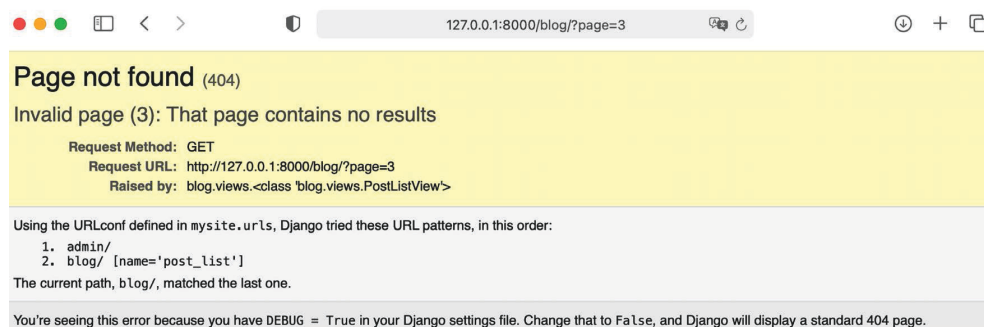 127.0.0.1:8000/blog/?page=3
Page not found (404)
Invalid page (3): That page contains no results
Request Method: GET
Request URL: http://127.0.0.1:8000/blog/?page=3
Raised by: blog.views.<class 'blog.views.PostListView'>
Using the URLconf defined in mysite.urls, Django tried these URL patterns, in this order:
1. admin/
2. blog/ [name='post_list']
The current path, blog/, matched the last one.
You're seeing this error because you have DEBUG = True in your Django settings file. Change that to False, and Django will display a standard 404 page.